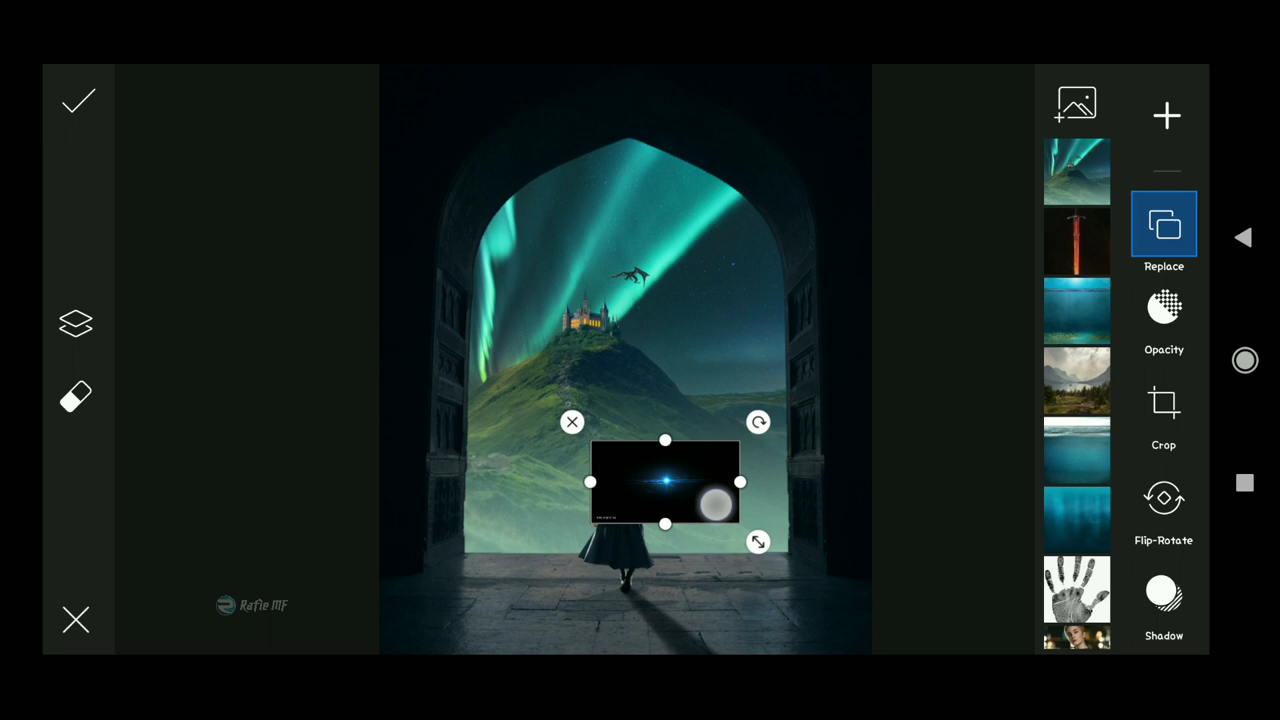 Replace
Opacity
Crop
Flip-Rotate
Shadow
Rafie MF